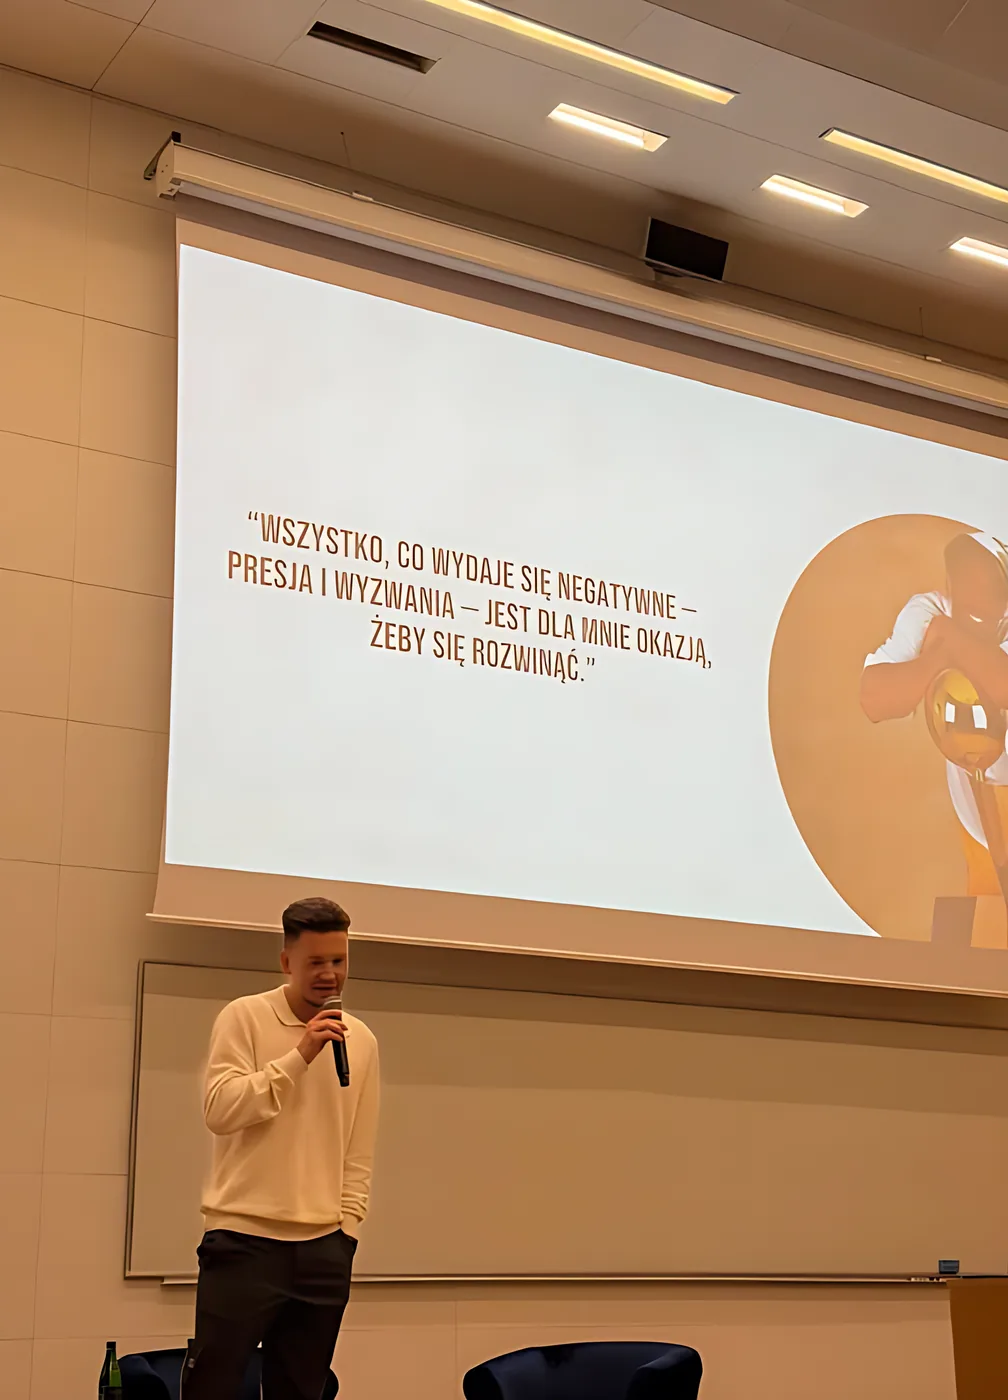 “WSZYSTKO, CO WYDAJE SIĘ NEGATYWNE –
PRESJA I WYZWANIA – JEST DLA MNIE OKAZJĄ,
ŻEBY SIĘ ROZWINĄĆ.”